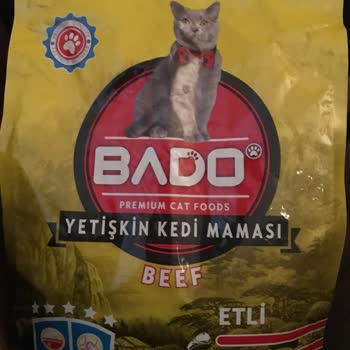 BADO
PREMIUM CAT FOODS
YETİŞKİN KEDİ MAMASI
BEEF
ETLİ